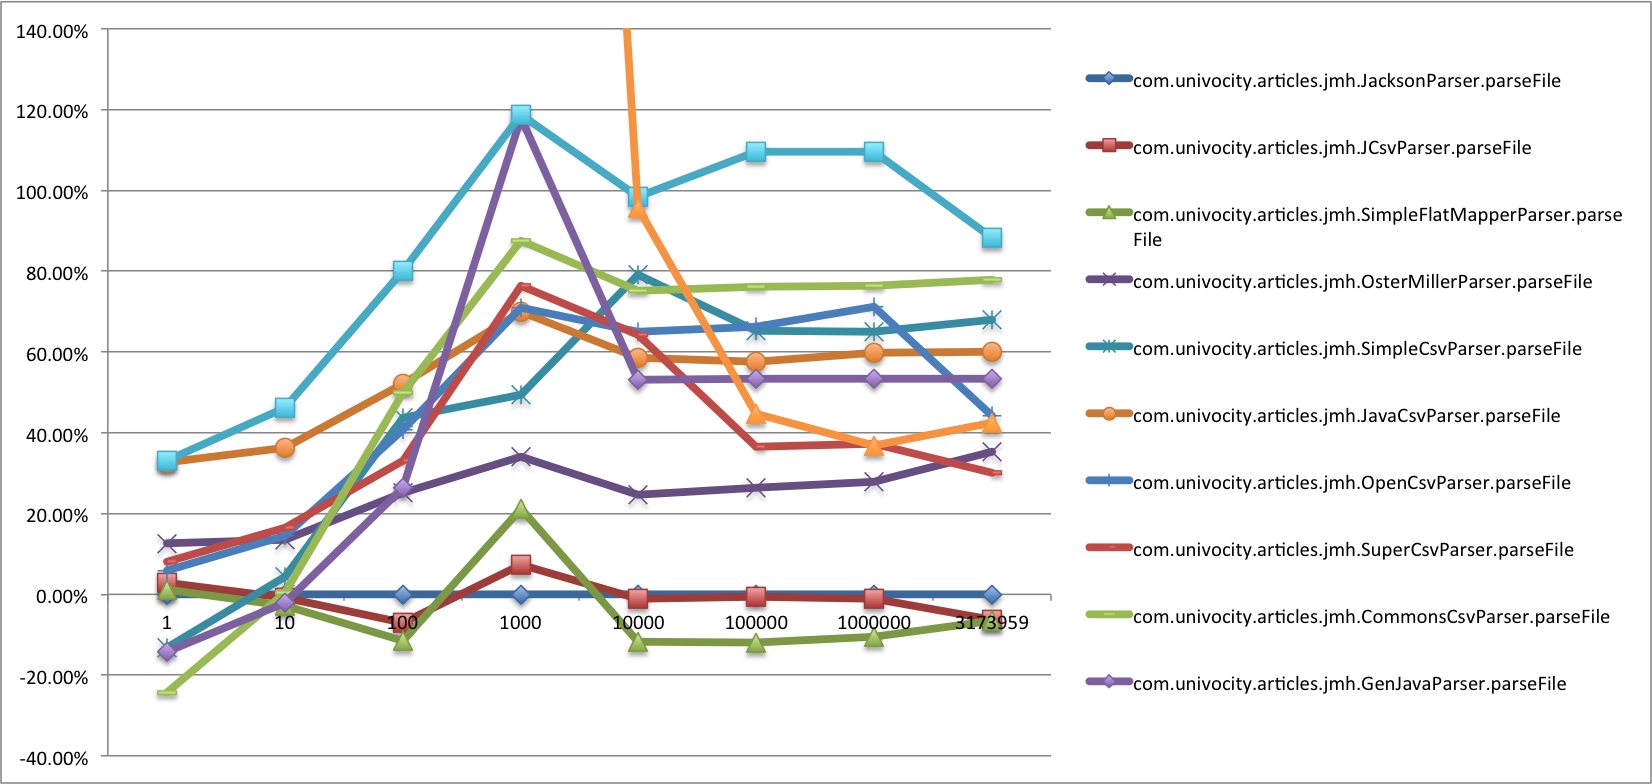 140.00%
120.00%
100.00%
80.00%
60.00%
40.00%
20.00%
0.00%
-20.00%
-40.00%
1 10 100 1000 10000 100000 1000000 3173959
com.univocity.articles.jmh.JacksonParser.parseFile
com.univocity.articles.jmh.JCsvParser.parseFile
com.univocity.articles.jmh.SimpleFlatMapperParser.parse
File
com.univocity.articles.jmh.OsterMillerParser.parseFile
com.univocity.articles.jmh.SimpleCsvParser.parseFile
com.univocity.articles.jmh.JavaCsvParser.parseFile
com.univocity.articles.jmh.OpenCsvParser.parseFile
com.univocity.articles.jmh.SuperCsvParser.parseFile
com.univocity.articles.jmh.CommonsCsvParser.parseFile
com.univocity.articles.jmh.GenJavaParser.parseFile